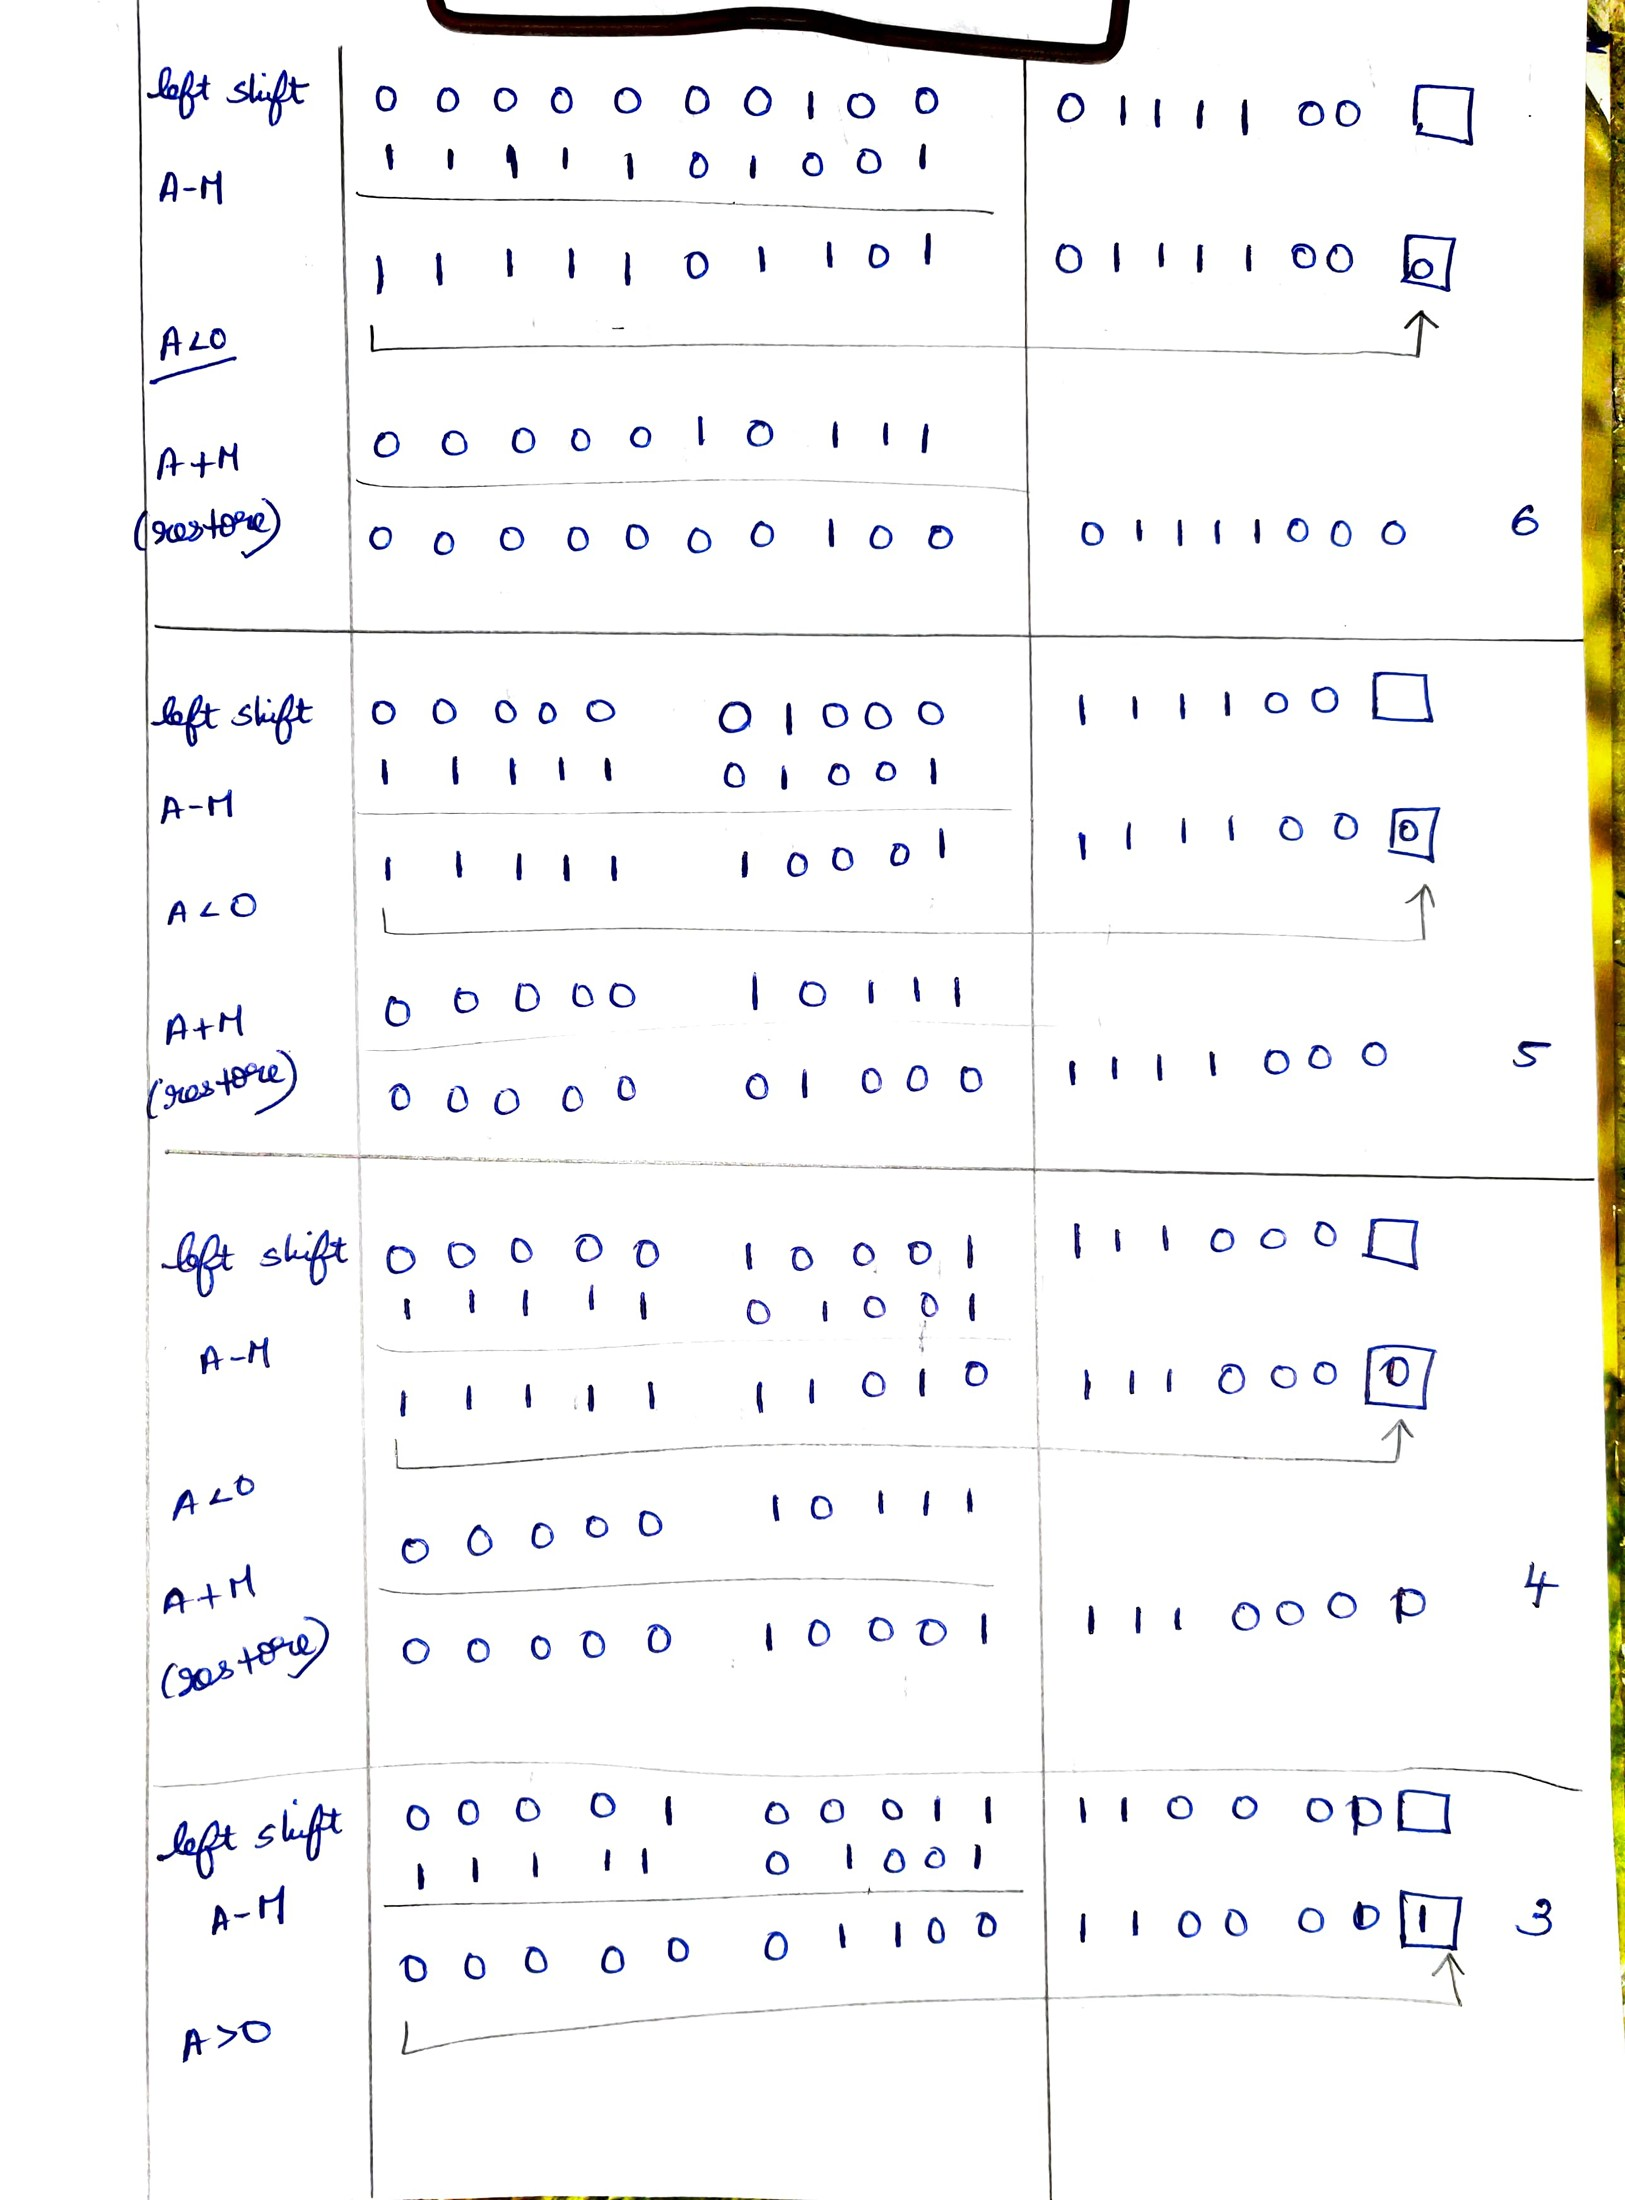 left shift 0 0 0 0 0 0 0 1 0 0 0 1 1 1 1 0 0
1 1 1 1 1 0 1 0 0 1
A-M
1 1 1 1 1 0 1 1 0 1 0 1 1 1 1 0 0 0
A<0
0 0 0 0 0 1 0 1 1 1
A+M
(restore) 0 0 0 0 0 0 0 1 0 0 0 1 1 1 1 0 0 0 6
left shift 0 0 0 0 0 0 1 0 0 0 1 1 1 1 0 0
1 1 1 1 1 0 1 0 0 1
A-M
1 1 1 1 1 1 0 0 0 1 1 1 1 1 0 0 0
A<0
0 0 0 0 0 1 0 1 1 1
A+M
(restore) 0 0 0 0 0 0 1 0 0 0 1 1 1 1 0 0 0 5
left shift 0 0 0 0 0 1 0 0 0 1 1 1 1 0 0 0
1 1 1 1 1 0 1 0 0 1
A-M
1 1 1 1 1 1 1 0 1 0 1 1 1 0 0 0 0
A<0
0 0 0 0 0 1 0 1 1 1
A+M 4
(restore) 0 0 0 0 0 1 0 0 0 1 1 1 1 0 0 0 0
left shift 0 0 0 0 1 0 0 0 1 1 1 1 0 0 0 0
1 1 1 1 1 0 1 0 0 1
A-M
0 0 0 0 0 0 1 1 0 0 1 1 0 0 0 0 1 3
A>0